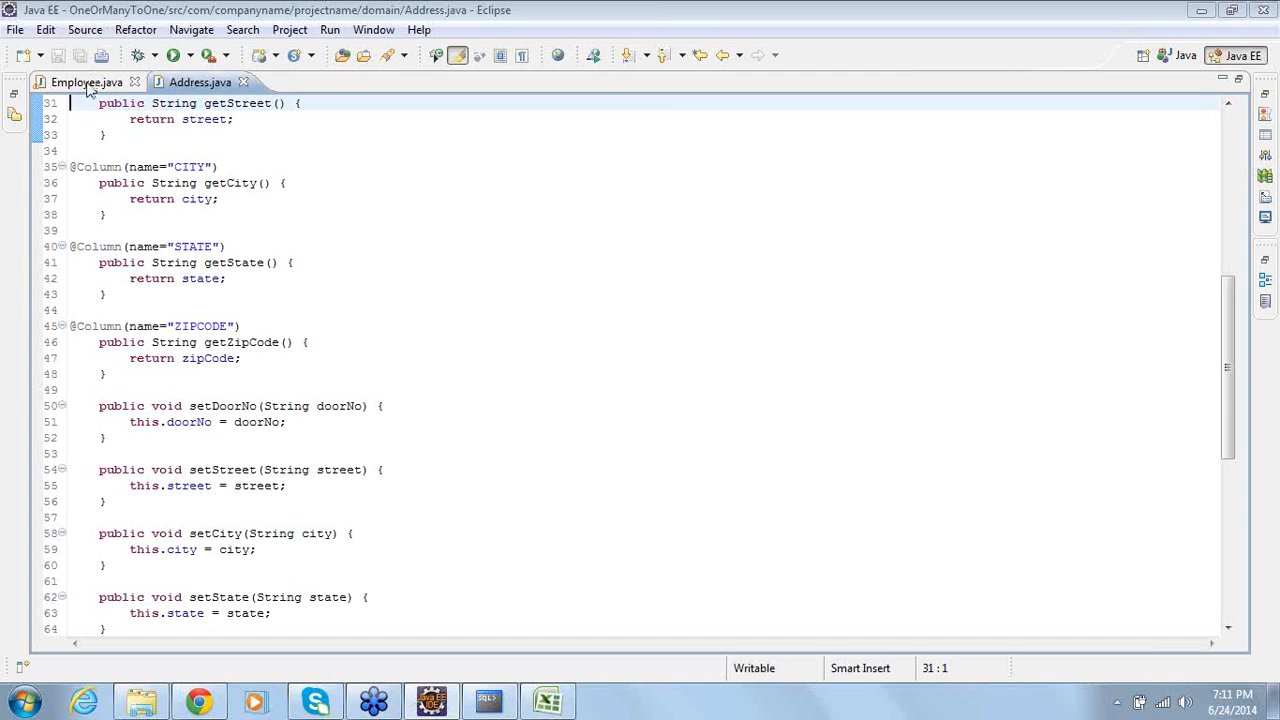 Java EE - OneOrManyToOne/src/com/companyname/projectname/domain/Address.java - Eclipse
File Edit Source Refactor Navigate Search Project Run Window Help
Java Java EE
Employee.java Address.java
31 public String getStreet() {
32 return street;
33 }
34
35 @Column(name="CITY")
36 public String getCity() {
37 return city;
38 }
39
40 @Column(name="STATE")
41 public String getState() {
42 return state;
43 }
44
45 @Column(name="ZIPCODE")
46 public String getZipCode() {
47 return zipCode;
48 }
49
50 public void setDoorNo(String doorNo) {
51 this.doorNo = doorNo;
52 }
53
54 public void setStreet(String street) {
55 this.street = street;
56 }
57
58 public void setCity(String city) {
59 this.city = city;
60 }
61
62 public void setState(String state) {
63 this.state = state;
64 }
Writable Smart Insert 31 : 1
7:11 PM
6/24/2014